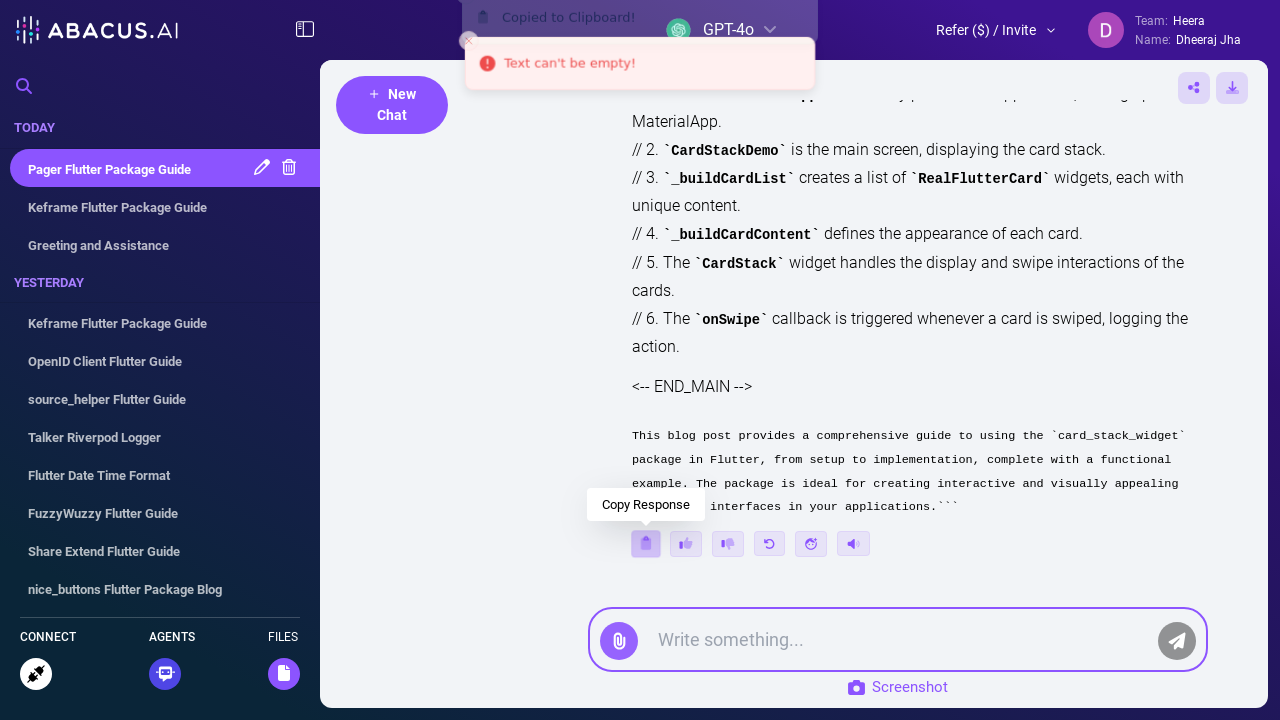 ABACUS.AI
Copied to Clipboard!
GPT-4o
Text can't be empty!
Refer ($) / Invite
D
Team: Heera
Name: Dheeraj Jha
TODAY
Pager Flutter Package Guide
Keframe Flutter Package Guide
Greeting and Assistance
YESTERDAY
Keframe Flutter Package Guide
OpenID Client Flutter Guide
source_helper Flutter Guide
Talker Riverpod Logger
Flutter Date Time Format
FuzzyWuzzy Flutter Guide
Share Extend Flutter Guide
nice_buttons Flutter Package Blog
CONNECT
AGENTS
FILES
+ New
Chat
MaterialApp.
// 2. `CardStackDemo` is the main screen, displaying the card stack.
// 3. `_buildCardList` creates a list of `RealFlutterCard` widgets, each with
unique content.
// 4. `_buildCardContent` defines the appearance of each card.
// 5. The `CardStack` widget handles the display and swipe interactions of the
cards.
// 6. The `onSwipe` callback is triggered whenever a card is swiped, logging the
action.
<-- END_MAIN -->
This blog post provides a comprehensive guide to using the `card_stack_widget`
package in Flutter, from setup to implementation, complete with a functional
example. The package is ideal for creating interactive and visually appealing
interfaces in your applications.```
Copy Response
Write something...
Screenshot